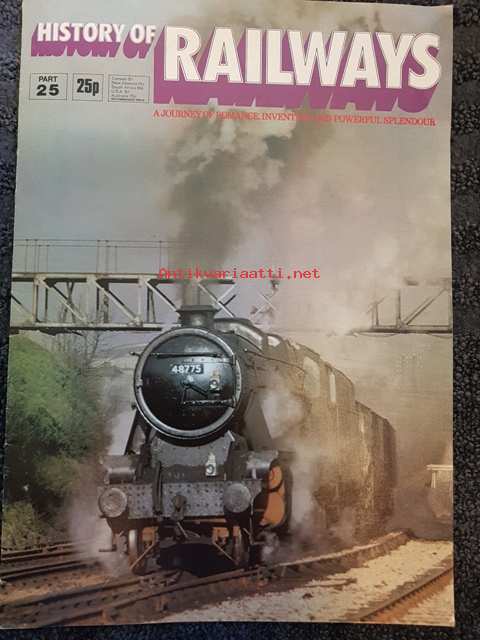 HISTORY OF
RAILWAYS
PART
25
25p
A JOURNEY OF ROMANCE, INVENTION AND POWERFUL SPLENDOUR
Antikvariaatti.net
48775